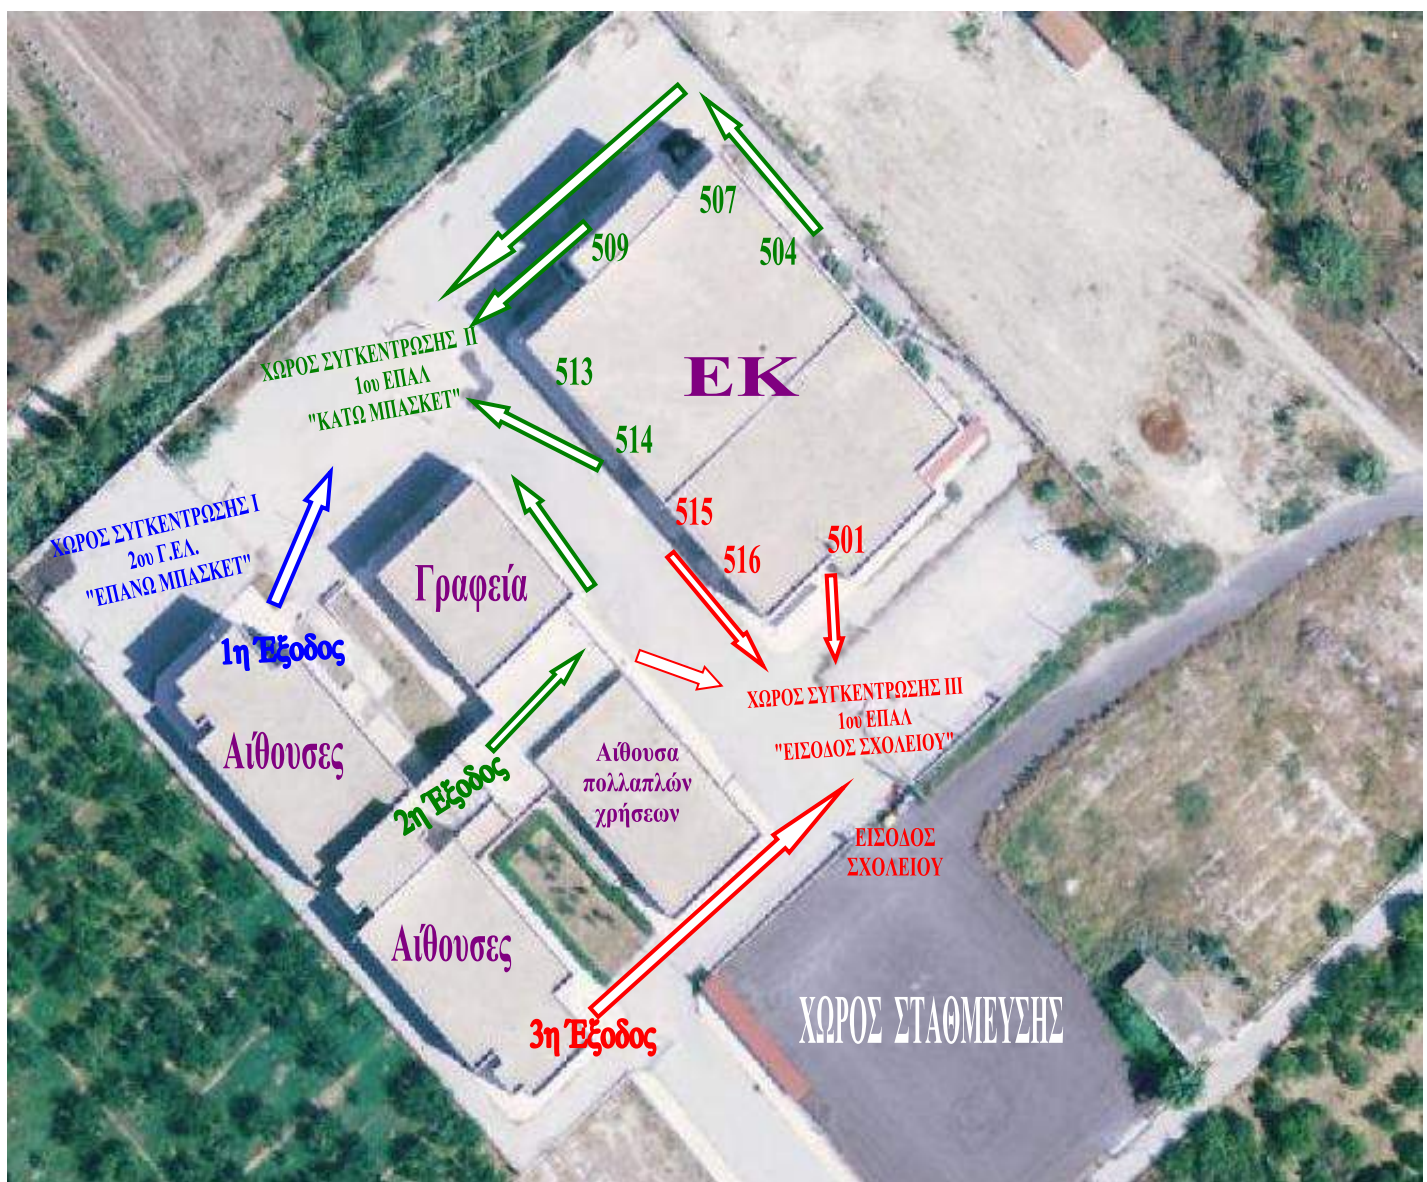 507
504
509
ΧΩΡΟΣ ΣΥΓΚΕΝΤΡΩΣΗΣ ΙΙ
1ου ΕΠΑΛ
"ΚΑΤΩ ΜΠΑΣΚΕΤ"
513
ΕΚ
514
515
516
501
ΧΩΡΟΣ ΣΥΓΚΕΝΤΡΩΣΗΣ Ι
2ου Γ.ΕΛ.
"ΕΠΑΝΩ ΜΠΑΣΚΕΤ"
Γραφεία
1η Έξοδος
ΧΩΡΟΣ ΣΥΓΚΕΝΤΡΩΣΗΣ ΙΙΙ
1ου ΕΠΑΛ
"ΕΙΣΟΔΟΣ ΣΧΟΛΕΙΟΥ"
Αίθουσες
Αίθουσα
πολλαπλών
χρήσεων
2η Έξοδος
ΕΙΣΟΔΟΣ
ΣΧΟΛΕΙΟΥ
Αίθουσες
3η Έξοδος
ΧΩΡΟΣ ΣΤΑΘΜΕΥΣΗΣ